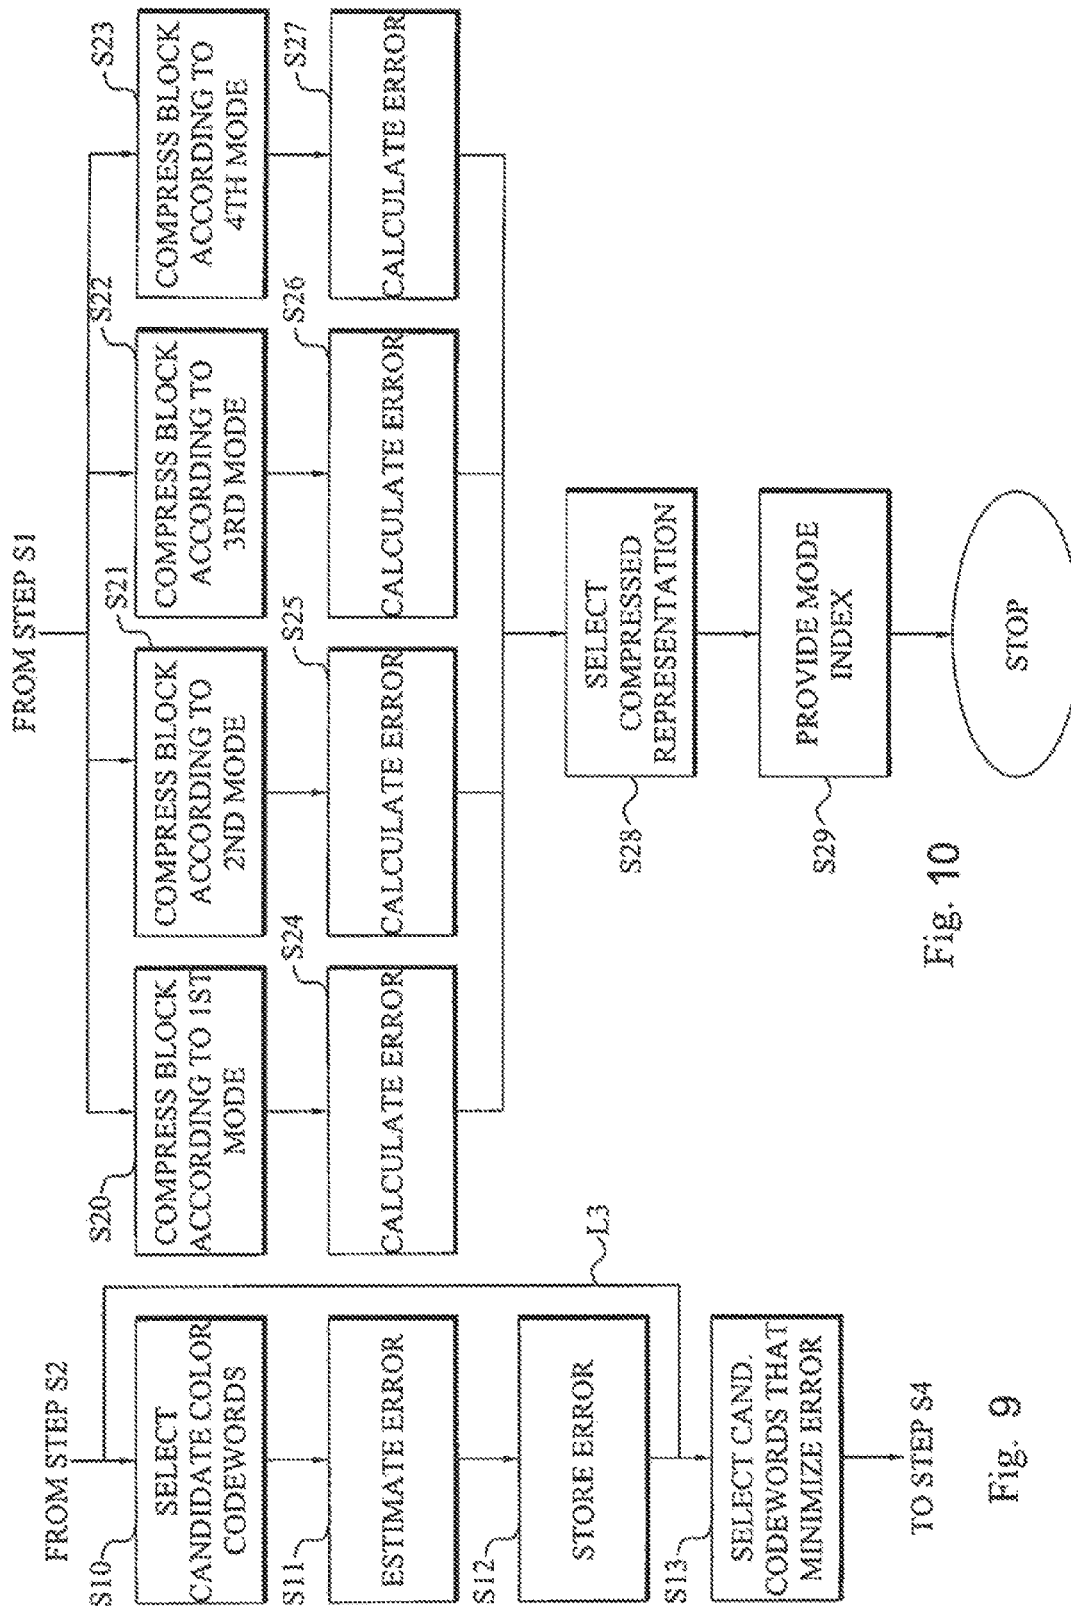 FROM STEP S2
S10
SELECT
CANDIDATE COLOR
CODEWORDS
S11
ESTIMATE ERROR
S12
STORE ERROR
L3
S13
SELECT CAND.
CODEWORDS THAT
MINIMIZE ERROR
TO STEP S4
Fig. 9
FROM STEP S1
S20
COMPRESS BLOCK
ACCORDING TO 1ST
MODE
S21
COMPRESS BLOCK
ACCORDING TO
2ND MODE
S22
COMPRESS BLOCK
ACCORDING TO
3RD MODE
S23
COMPRESS BLOCK
ACCORDING TO
4TH MODE
S24
CALCULATE ERROR
S25
CALCULATE ERROR
S26
CALCULATE ERROR
S27
CALCULATE ERROR
S28
SELECT
COMPRESSED
REPRESENTATION
S29
PROVIDE MODE
INDEX
STOP
Fig. 10